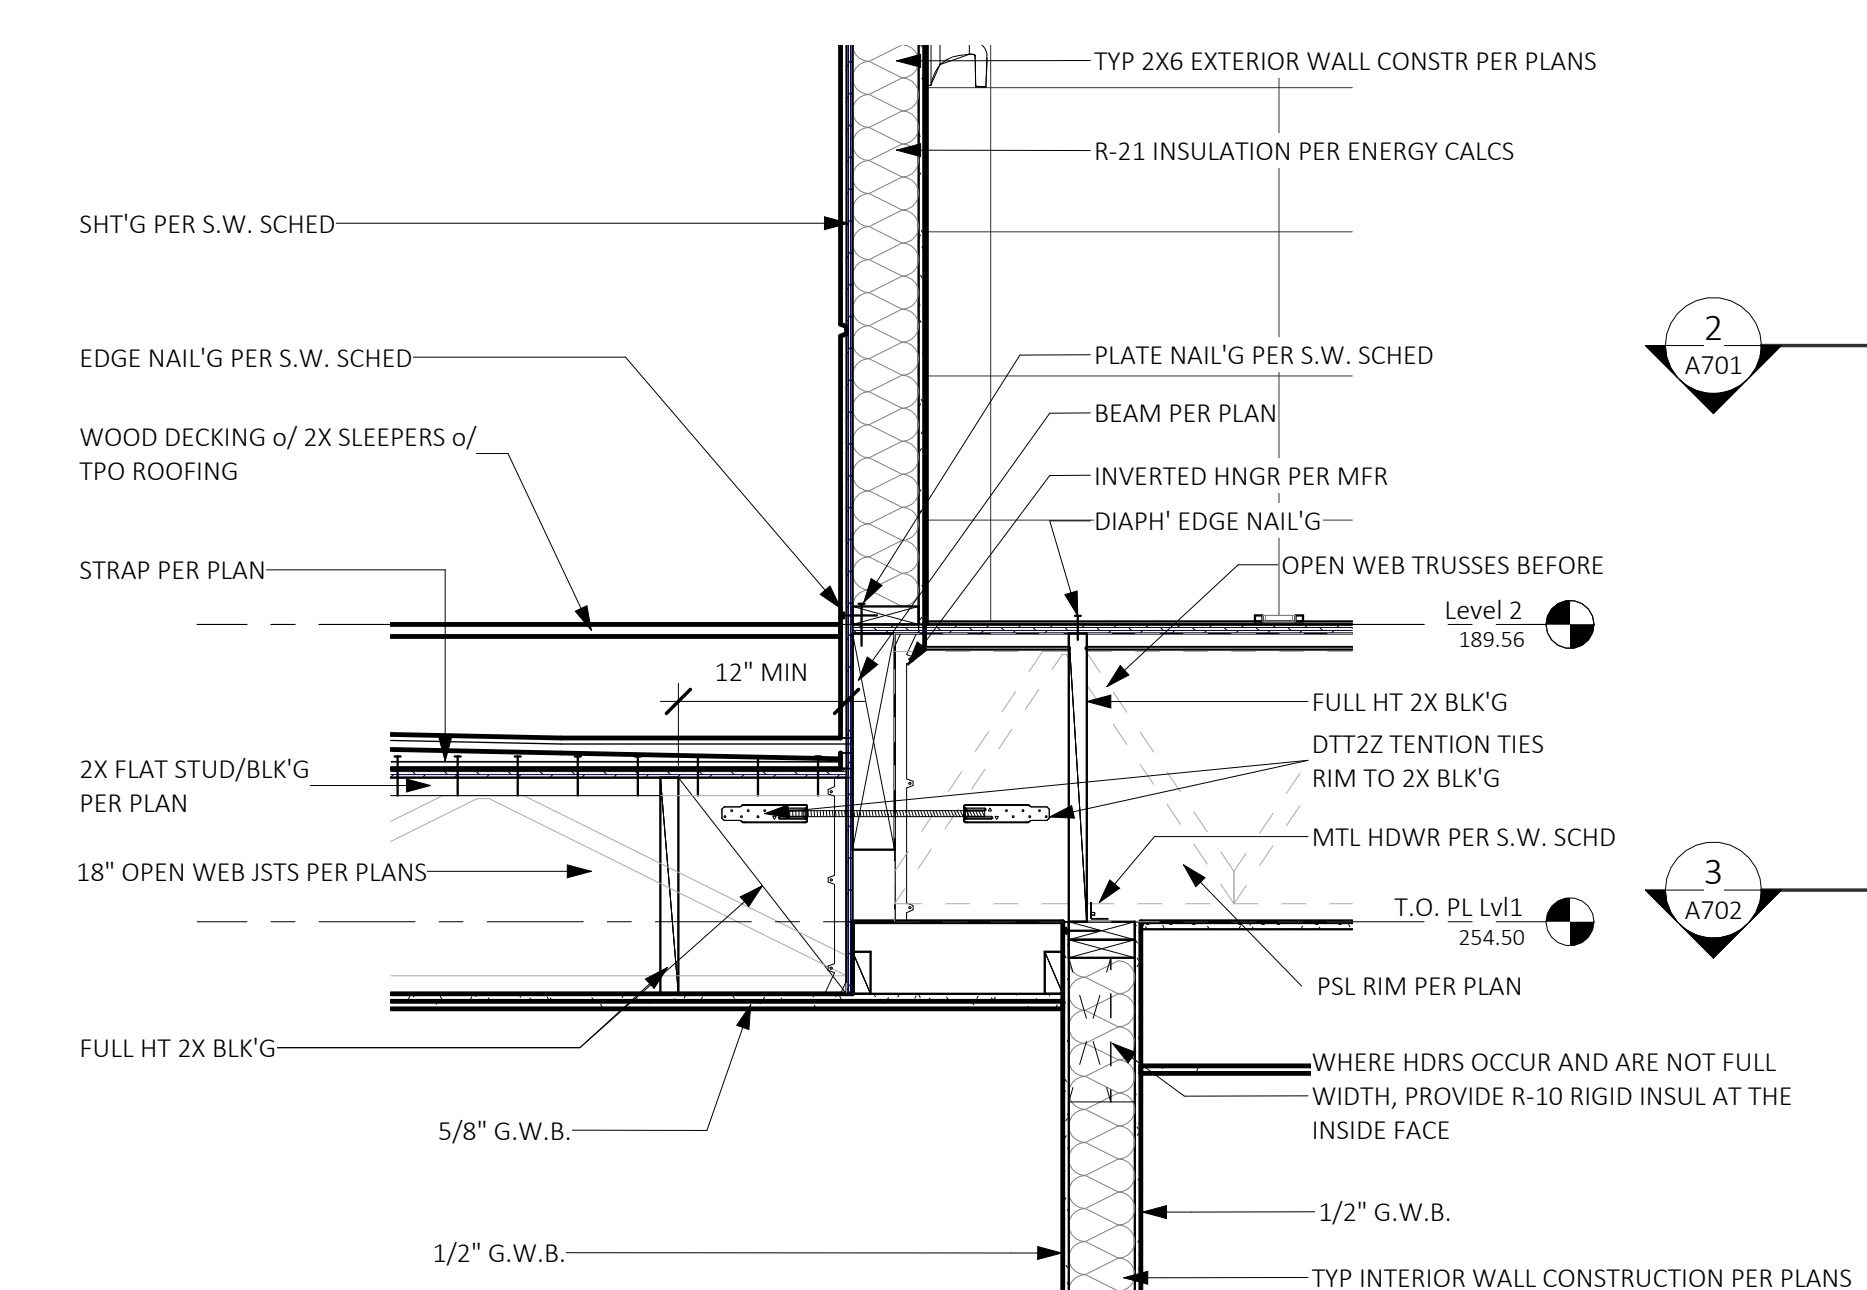 TYP 2X6 EXTERIOR WALL CONSTR PER PLANS
R-21 INSULATION PER ENERGY CALCS
SHT'G PER S.W. SCHED
2
A701
EDGE NAIL'G PER S.W. SCHED
PLATE NAIL'G PER S.W. SCHED
BEAM PER PLAN
WOOD DECKING o/ 2X SLEEPERS o/
TPO ROOFING
INVERTED HNGR PER MFR
DIAPH' EDGE NAIL'G
STRAP PER PLAN
OPEN WEB TRUSSES BEFORE
Level 2
189.56
12" MIN
FULL HT 2X BLK'G
DTT2Z TENTION TIES
RIM TO 2X BLK'G
2X FLAT STUD/BLK'G
PER PLAN
MTL HDWR PER S.W. SCHD
18" OPEN WEB JSTS PER PLANS
3
A702
T.O. PL Lvl1
254.50
PSL RIM PER PLAN
FULL HT 2X BLK'G
WHERE HDRS OCCUR AND ARE NOT FULL
WIDTH, PROVIDE R-10 RIGID INSUL AT THE
INSIDE FACE
5/8" G.W.B.
1/2" G.W.B.
1/2" G.W.B.
TYP INTERIOR WALL CONSTRUCTION PER PLANS